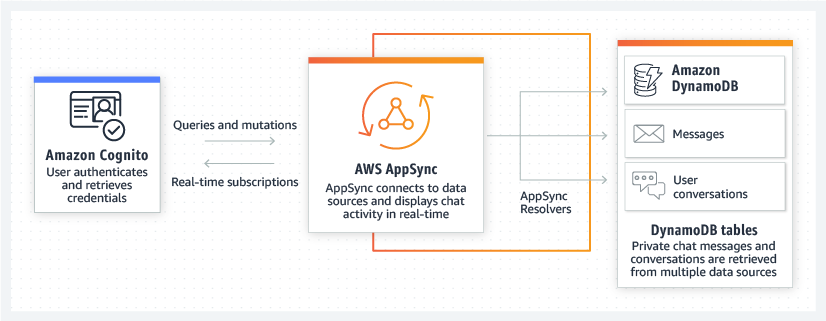 Amazon Cognito
User authenticates
and retrieves
credentials
Queries and mutations
Real-time subscriptions
AWS AppSync
AppSync connects to data
sources and displays chat
activity in real-time
AppSync
Resolvers
Amazon
DynamoDB
Messages
User
conversations
DynamoDB tables
Private chat messages and
conversations are retrieved
from multiple data sources